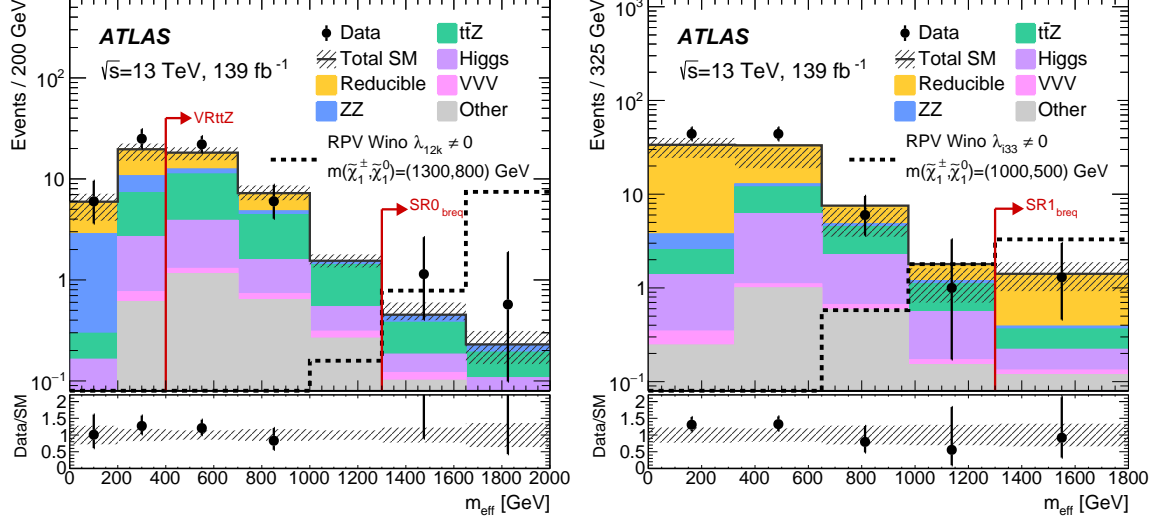 Events / 200 GeV
10²
10
1
10⁻¹
ATLAS
√s=13 TeV, 139 fb⁻¹
Data
Total SM
Reducible
ZZ
tt̄Z
Higgs
VVV
Other
RPV Wino λ₁₂ₖ ≠ 0
m(χ̃₁±,χ̃₁⁰)=(1300,800) GeV
VRttZ
SR0breq
Data/SM
2
1.5
1
0.5
0
0 200 400 600 800 1000 1200 1400 1600 1800 2000
m_eff [GeV]
Events / 325 GeV
10³
10²
10
1
10⁻¹
ATLAS
√s=13 TeV, 139 fb⁻¹
Data
Total SM
Reducible
ZZ
tt̄Z
Higgs
VVV
Other
RPV Wino λᵢ₃₃ ≠ 0
m(χ̃₁±,χ̃₁⁰)=(1000,500) GeV
SR1breq
Data/SM
2
1.5
1
0.5
0
0 200 400 600 800 1000 1200 1400 1600 1800
m_eff [GeV]